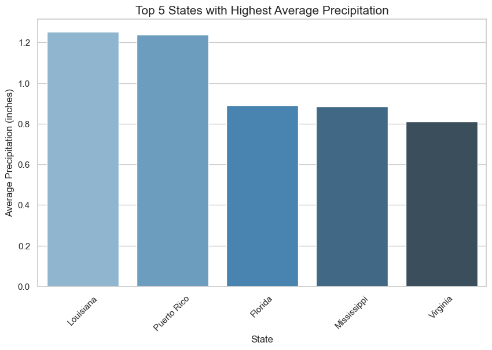 Top 5 States with Highest Average Precipitation
Average Precipitation (inches)
1.2
1.0
0.8
0.6
0.4
0.2
0.0
Louisiana
Puerto Rico
Florida
Mississippi
Virginia
State